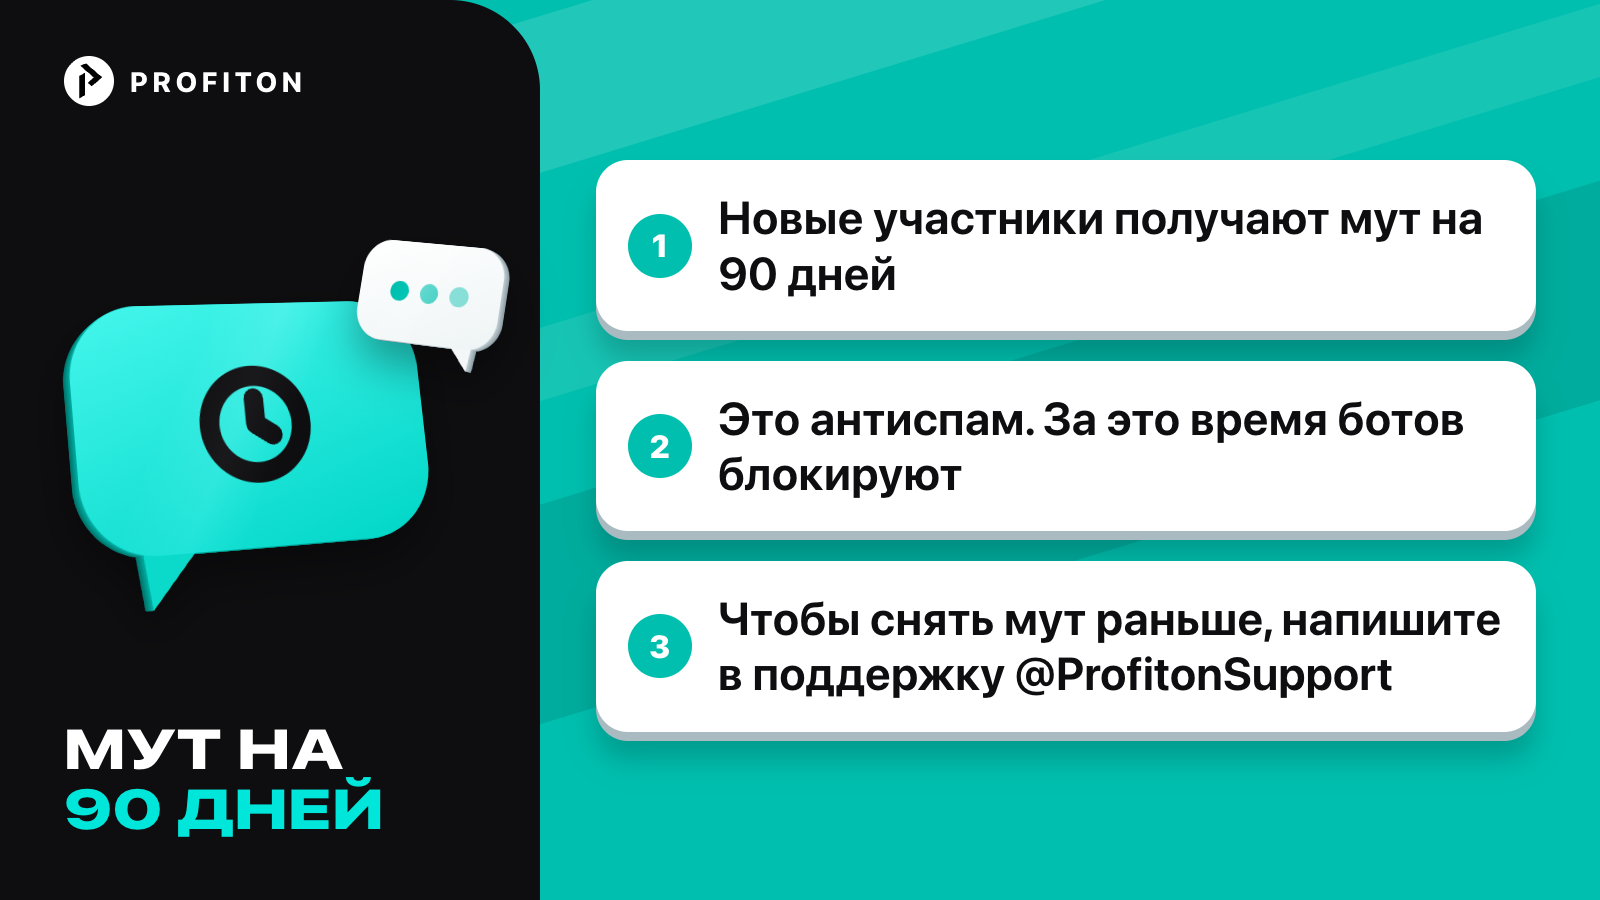 PROFITON
МУТ НА
90 ДНЕЙ
1
Новые участники получают мут на
90 дней
2
Это антиспам. За это время ботов
блокируют
3
Чтобы снять мут раньше, напишите
в поддержку @ProfitonSupport